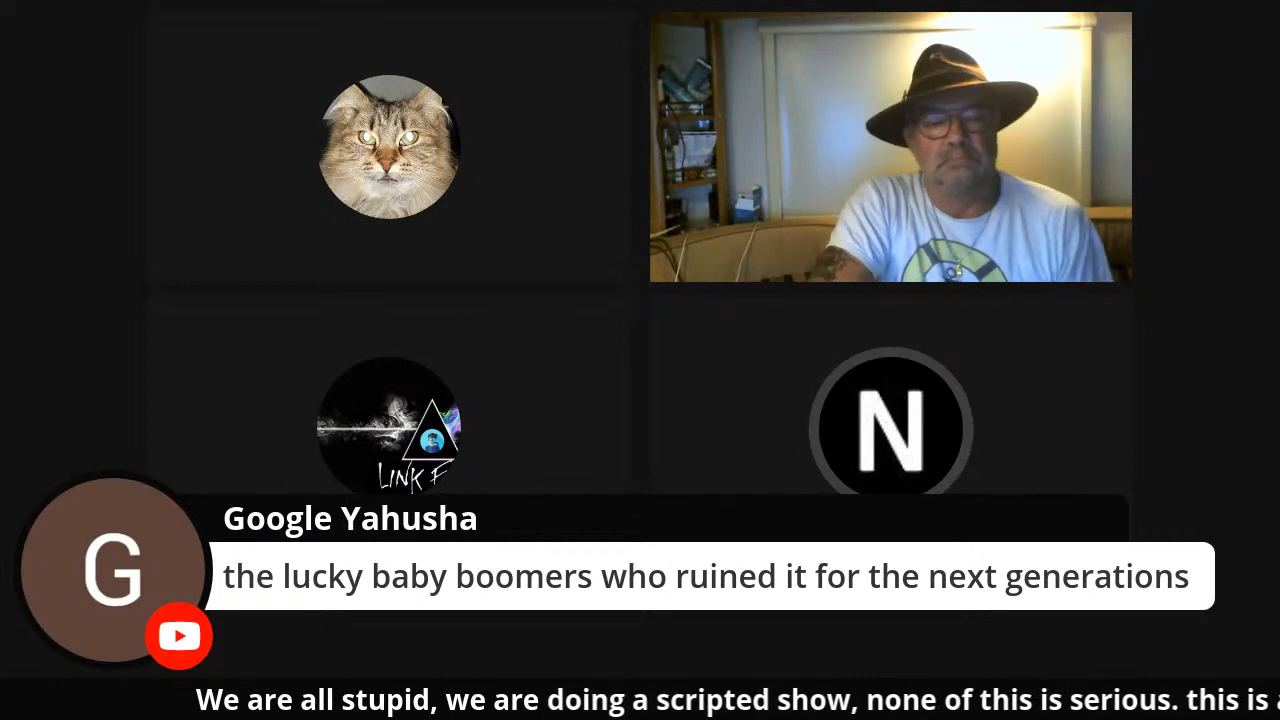 LINK F
N
Google Yahusha
G
the lucky baby boomers who ruined it for the next generations
We are all stupid, we are doing a scripted show, none of this is serious. this is a